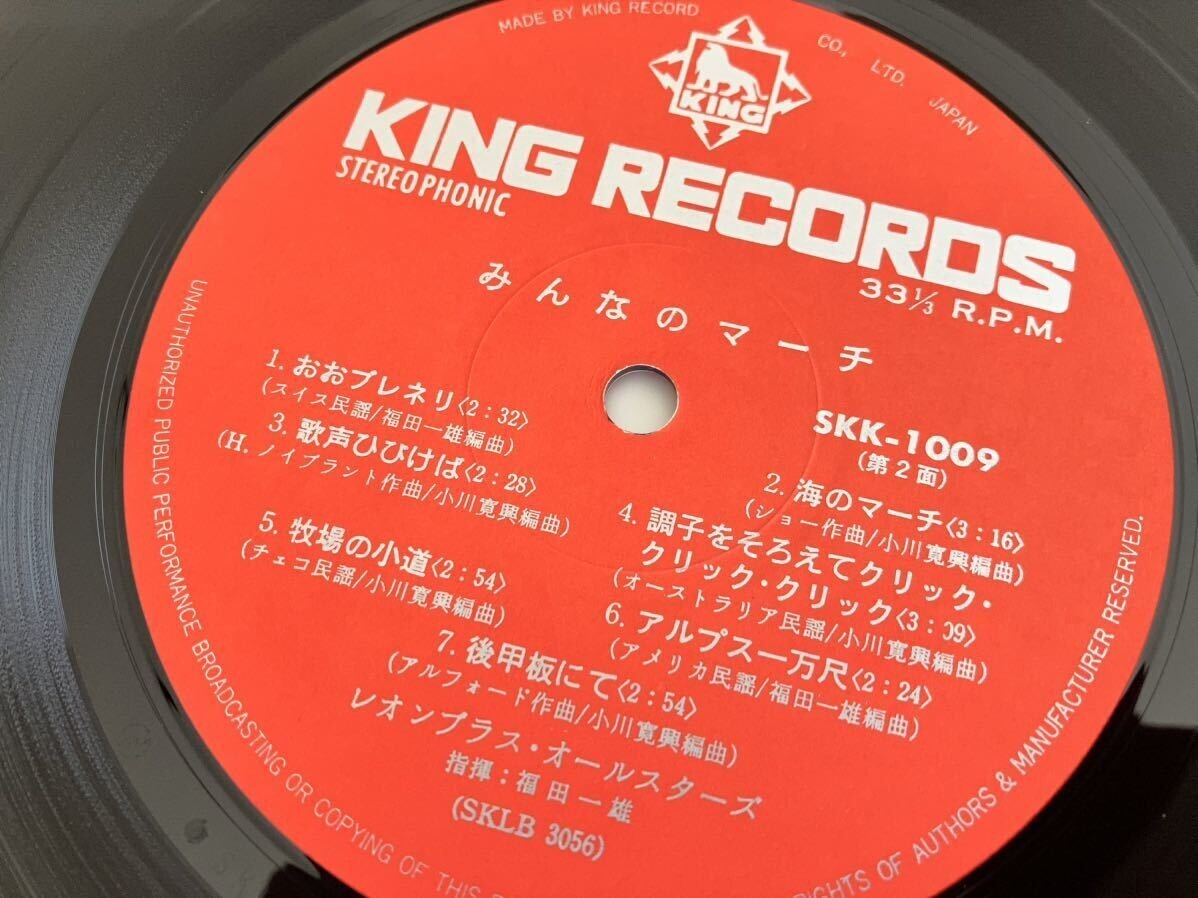 MADE BY KING RECORD CO., LTD. JAPAN
KING
KING RECORDS
STEREOPHONIC
33 1/3 R.P.M.
みんなのマーチ
SKK-1009
(第2面)
1. おおブレネリ〈2:32〉
(スイス民謡/福田一雄編曲)
2. 海のマーチ〈3:16〉
(ショー作曲/小川寛興編曲)
3. 歌声ひびけば〈2:28〉
(H. ノイブラント作曲/小川寛興編曲)
4. 調子をそろえてクリック・
クリック・クリック〈3:09〉
(オーストラリア民謡/小川寛興編曲)
5. 牧場の小道〈2:54〉
(チェコ民謡/小川寛興編曲)
6. アルプス一万尺〈2:24〉
(アメリカ民謡/福田一雄編曲)
7. 後甲板にて〈2:54〉
(アルフォード作曲/小川寛興編曲)
レオンブラス・オールスターズ
指揮:福田一雄
(SKLB 3056)
UNAUTHORIZED PUBLIC PERFORMANCE BROADCASTING OR COPYING OF THIS
RIGHTS OF AUTHORS & MANUFACTURER RESERVED.